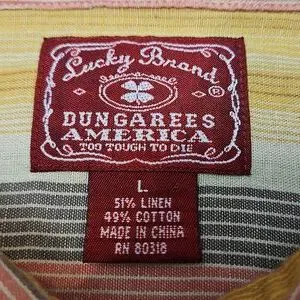 Lucky Brand
®
DUNGAREES
AMERICA
TOO TOUGH TO DIE
L
51% LINEN
49% COTTON
MADE IN CHINA
RN 80318